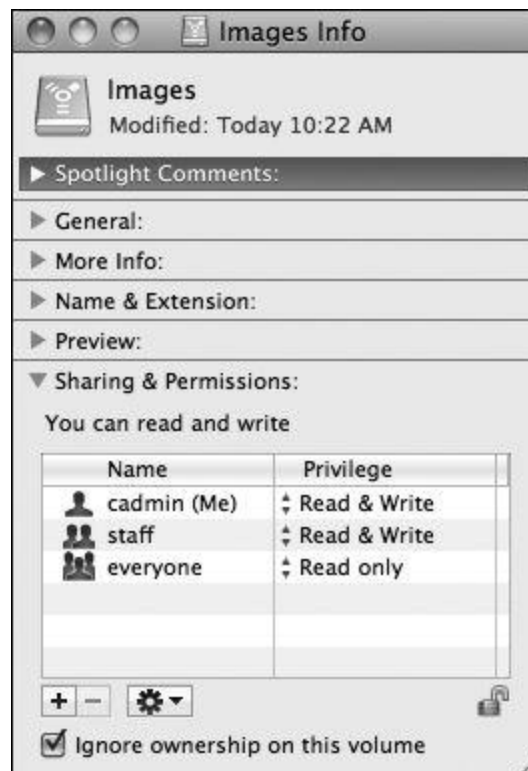 Images Info
Images
Modified: Today 10:22 AM
Spotlight Comments:
General:
More Info:
Name & Extension:
Preview:
Sharing & Permissions:
You can read and write
Name Privilege
cadmin (Me) Read & Write
staff Read & Write
everyone Read only
Ignore ownership on this volume